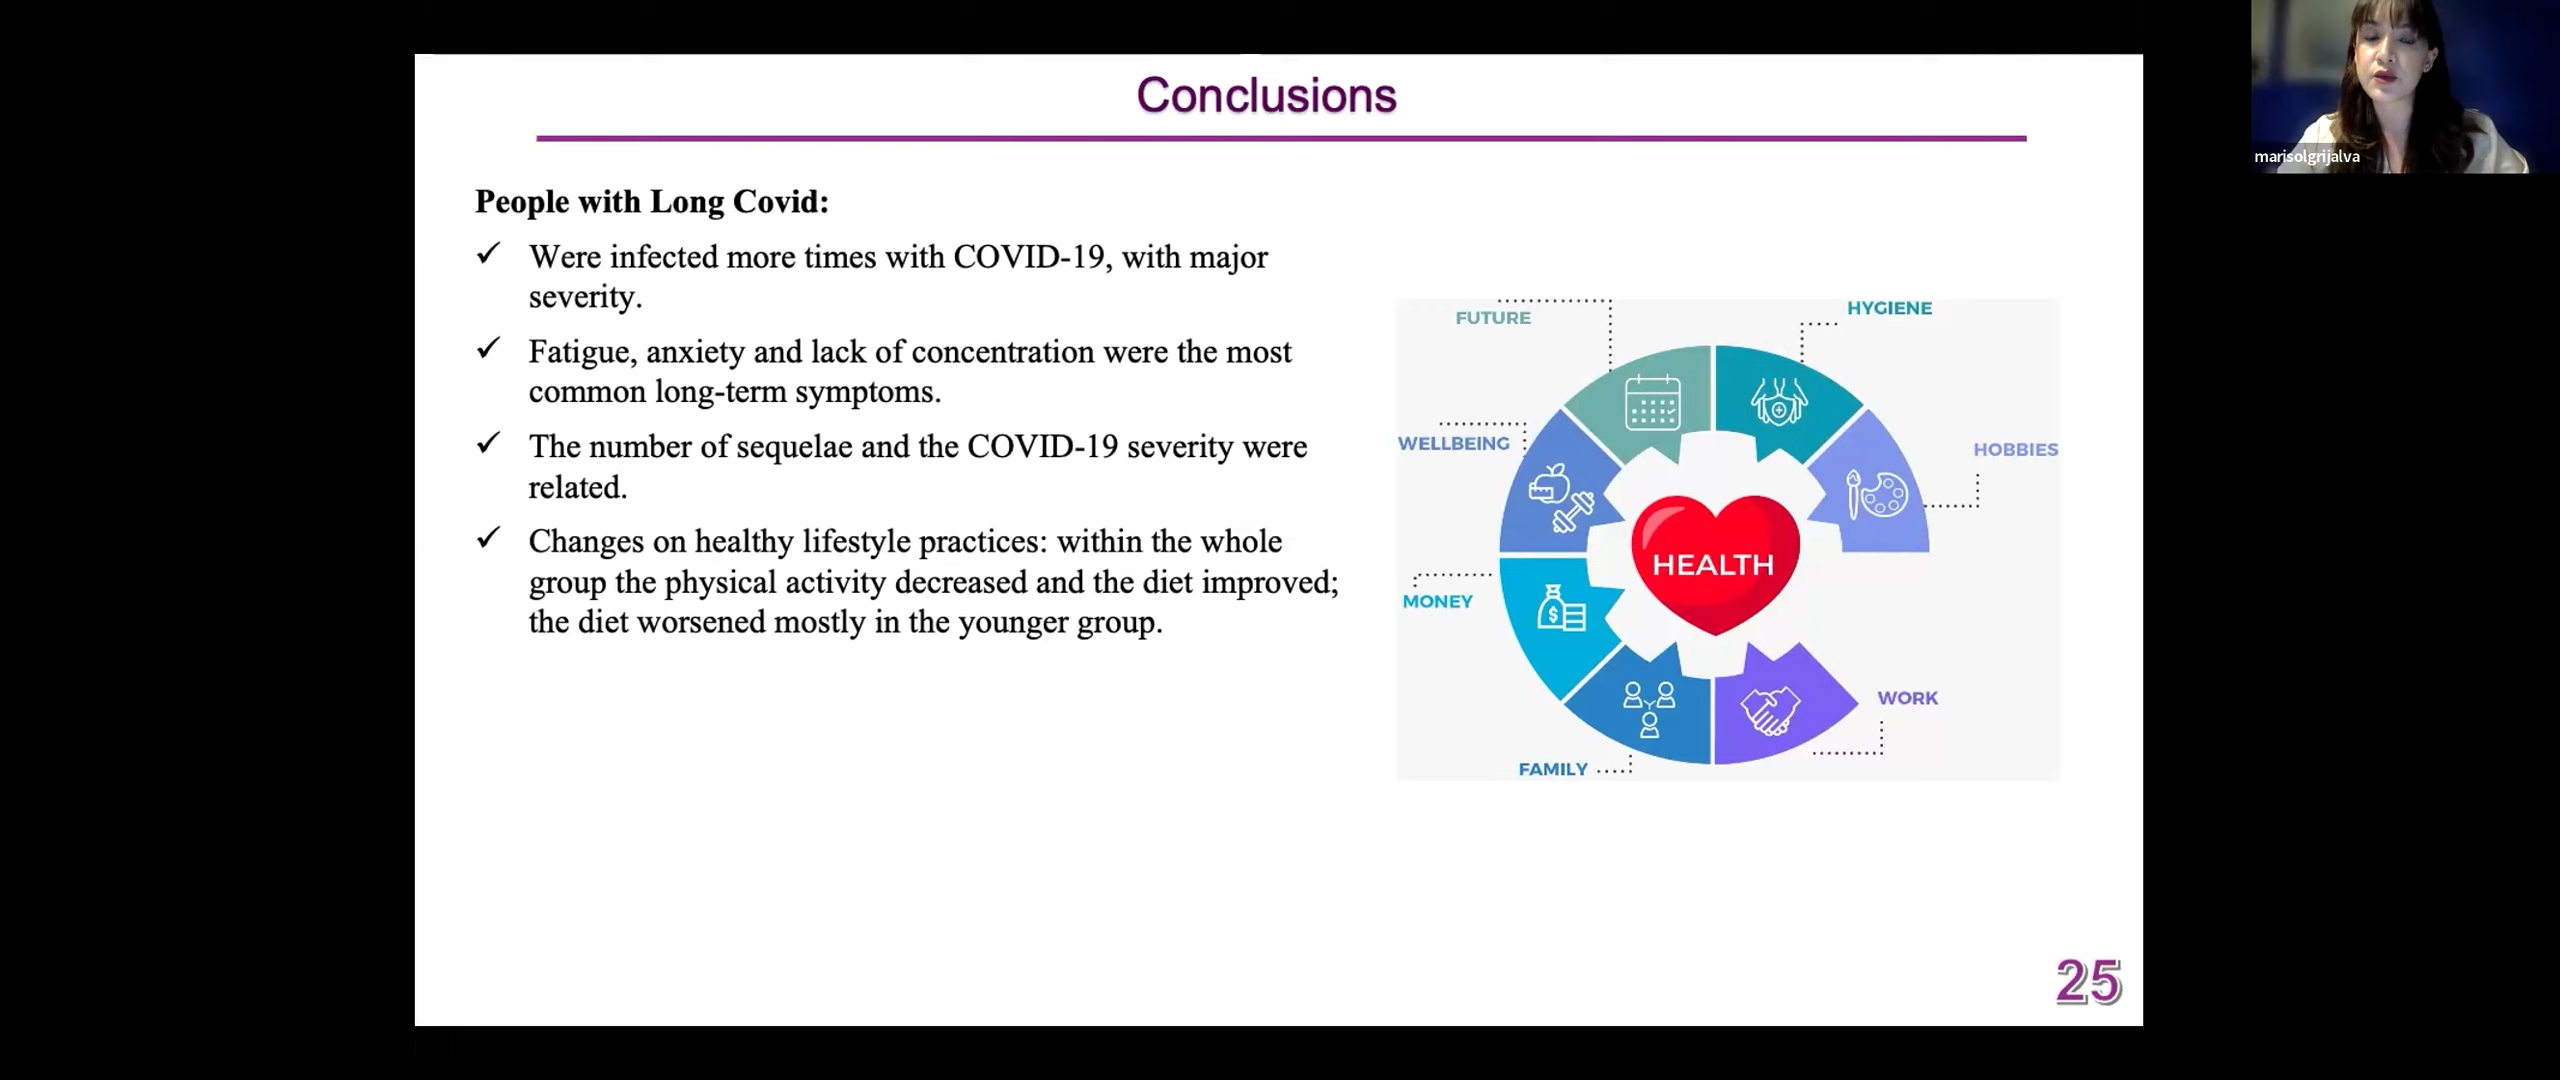 Conclusions
marisolgrijalva
People with Long Covid:
✓ Were infected more times with COVID-19, with major
severity.
✓ Fatigue, anxiety and lack of concentration were the most
common long-term symptoms.
✓ The number of sequelae and the COVID-19 severity were
related.
✓ Changes on healthy lifestyle practices: within the whole
group the physical activity decreased and the diet improved;
the diet worsened mostly in the younger group.
FUTURE
HYGIENE
WELLBEING
HOBBIES
HEALTH
MONEY
$
WORK
FAMILY
25